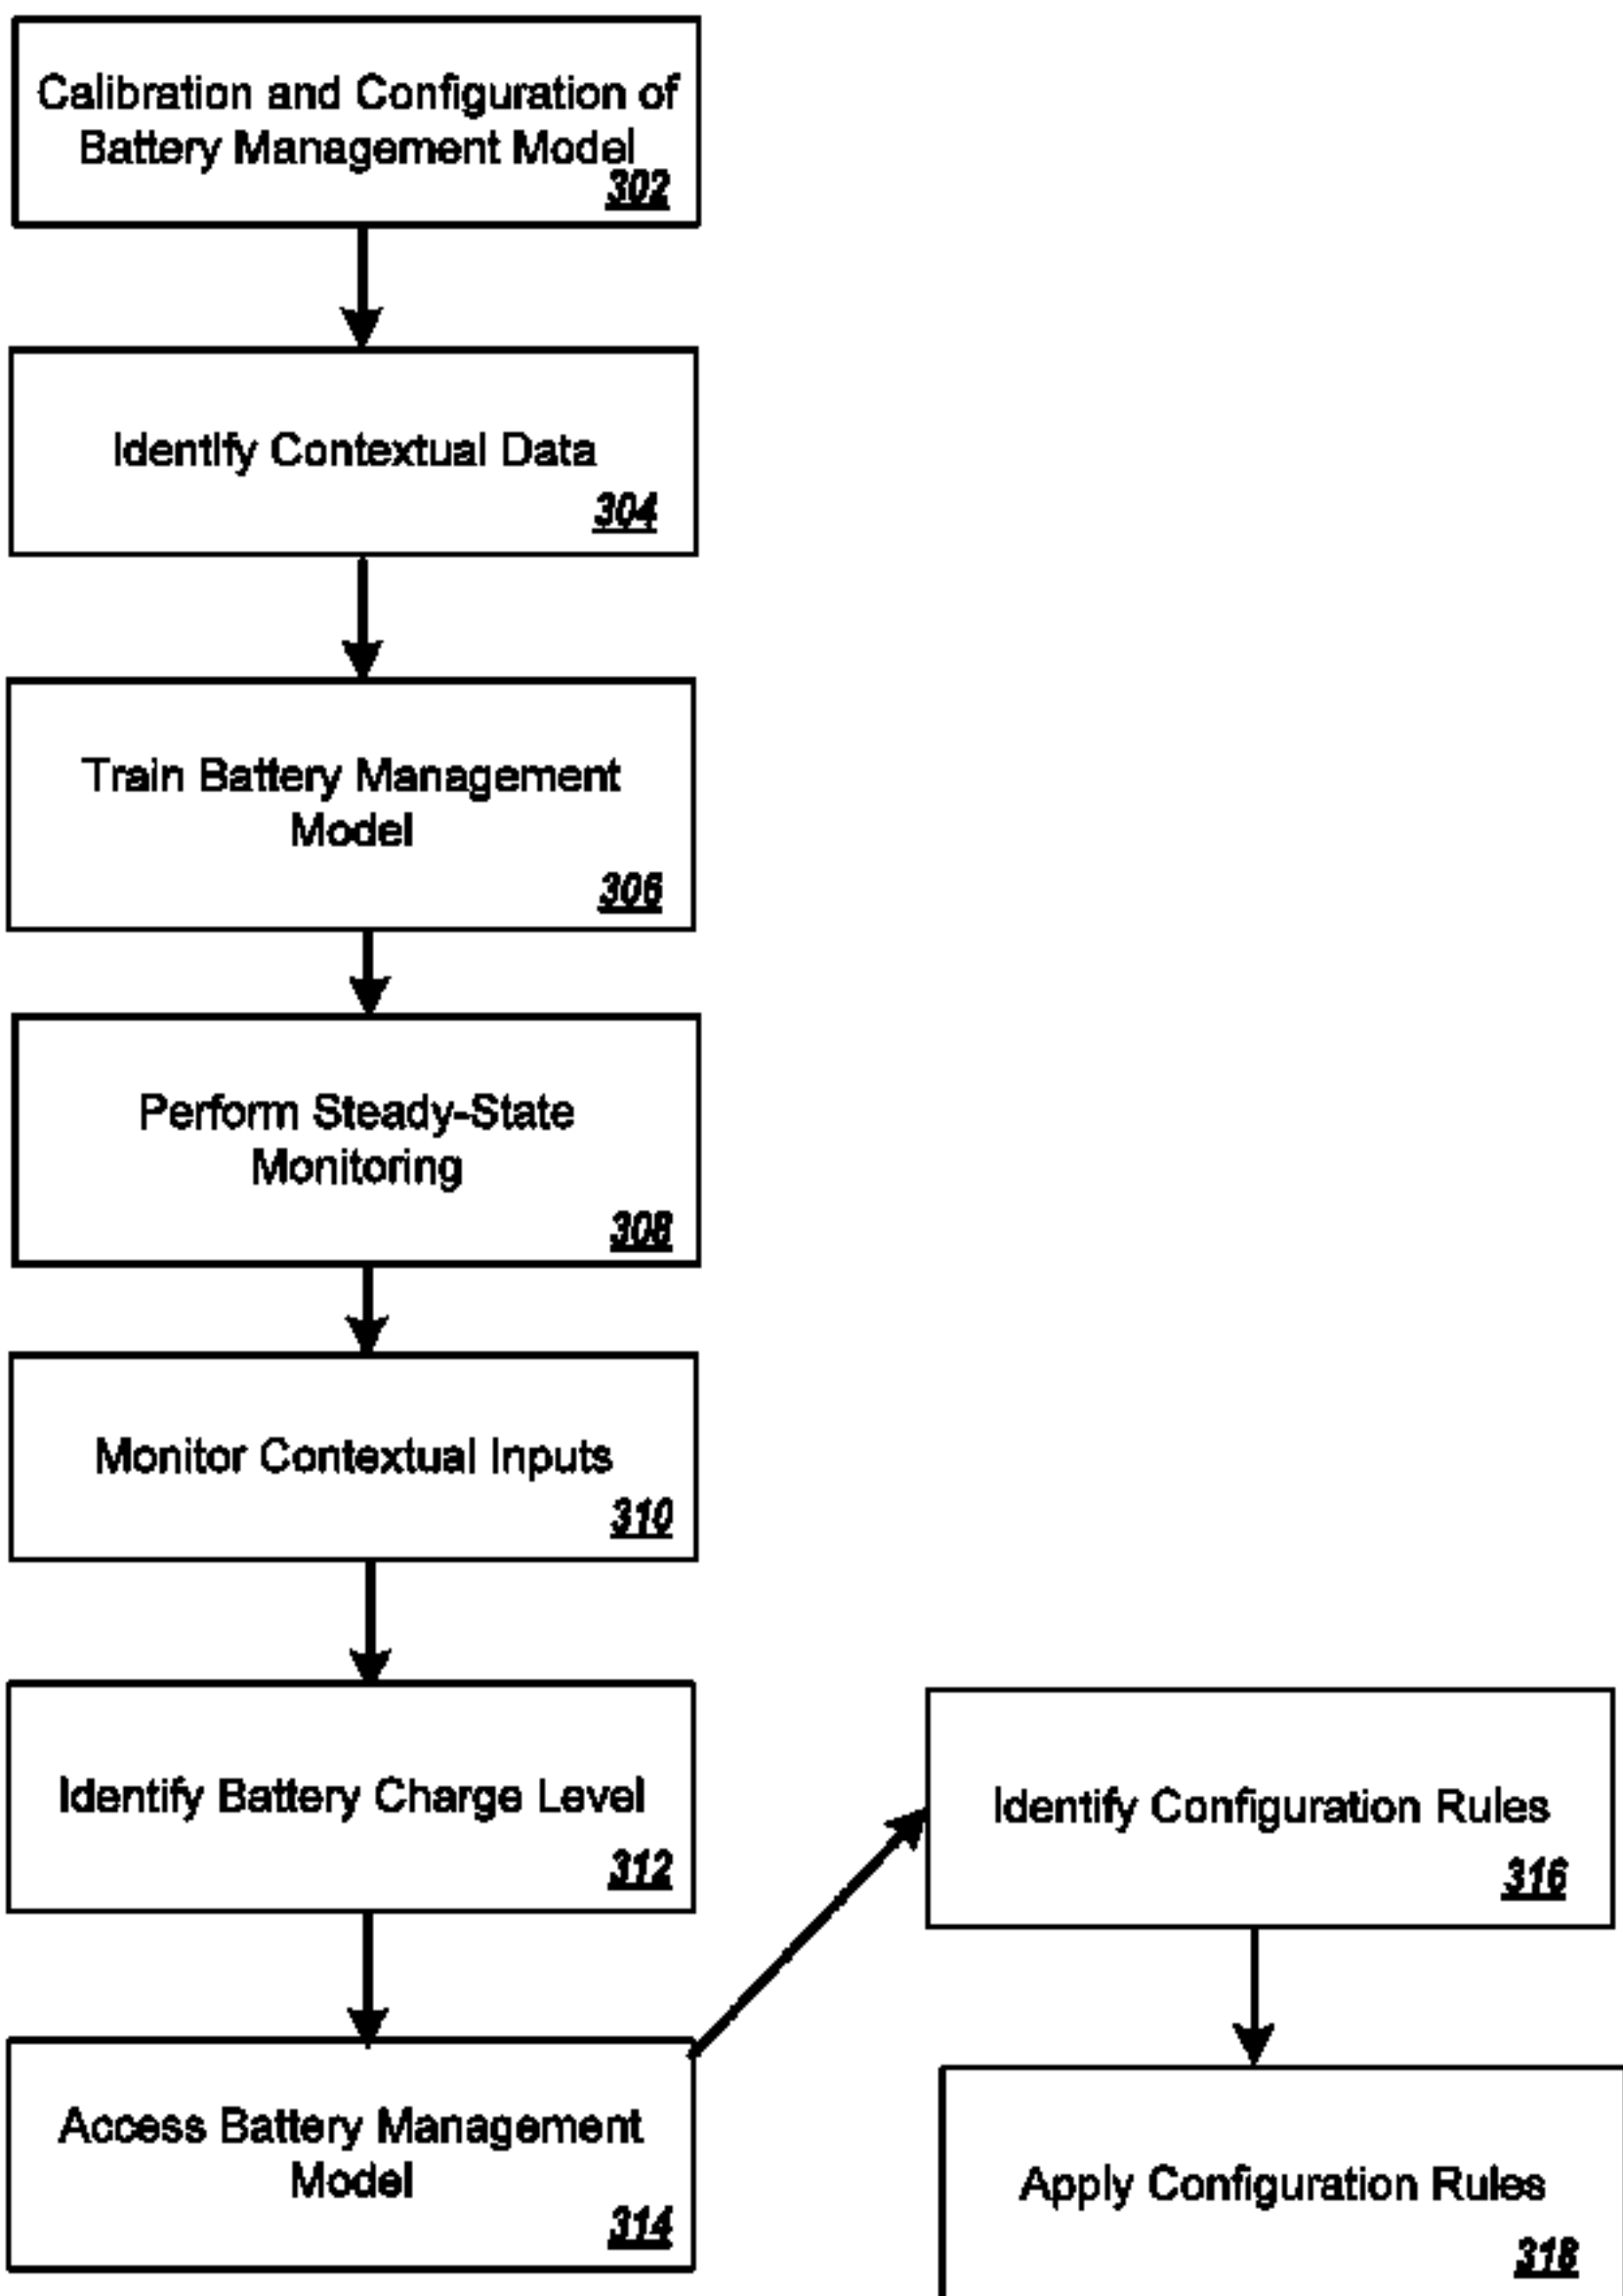 Calibration and Configuration of
Battery Management Model
302
Identify Contextual Data
304
Train Battery Management
Model
306
Perform Steady-State
Monitoring
308
Monitor Contextual Inputs
310
Identify Battery Charge Level
312
Access Battery Management
Model
314
Identify Configuration Rules
316
Apply Configuration Rules
318